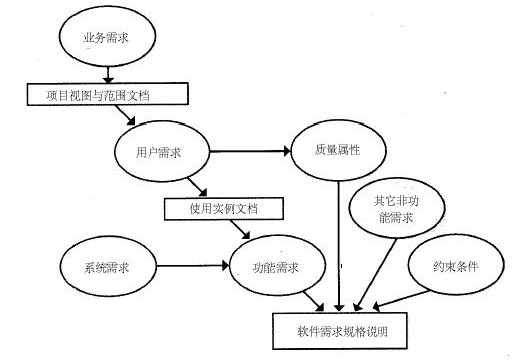 业务需求
项目视图与范围文档
用户需求
质量属性
使用实例文档
其它非功
能需求
系统需求
功能需求
约束条件
软件需求规格说明